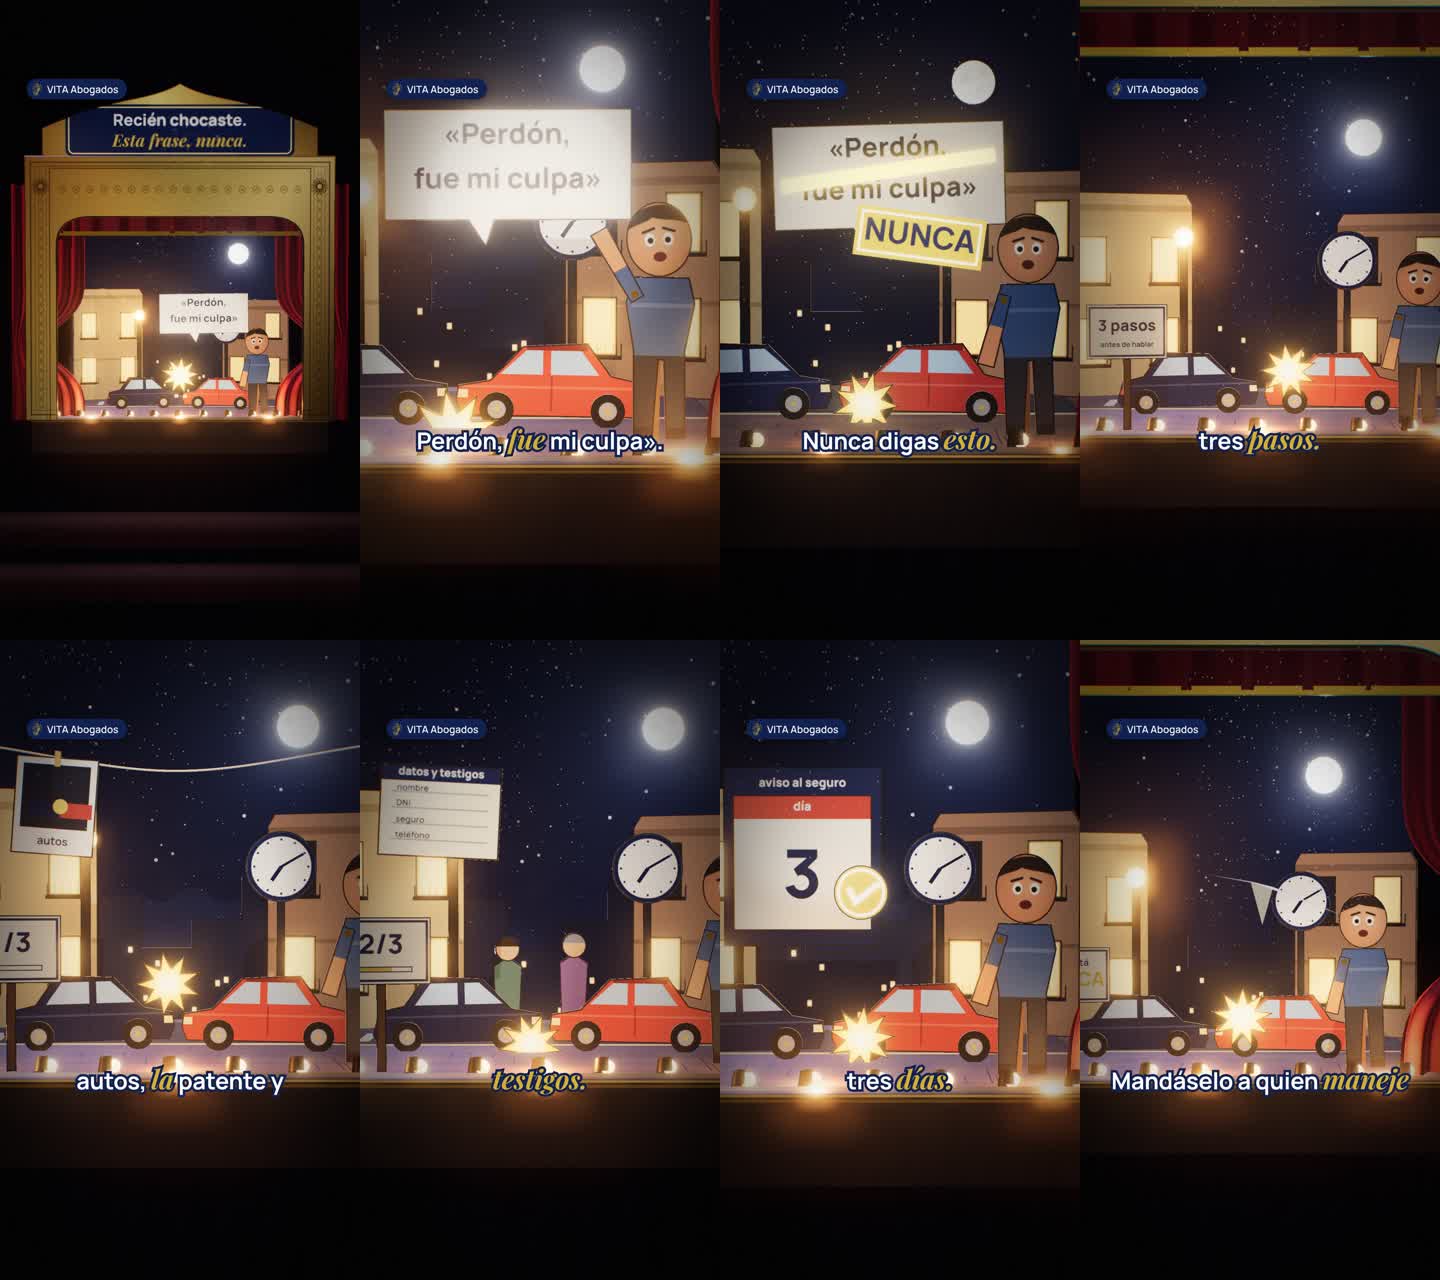 VITA Abogados
Recién chocaste.
Esta frase, nunca.
«Perdón,
fue mi culpa»
VITA Abogados
«Perdón,
fue mi culpa»
Perdón, fue mi culpa».
VITA Abogados
«Perdón,
fue mi culpa»
NUNCA
Nunca digas esto.
VITA Abogados
3 pasos
antes de hablar
tres pasos.
VITA Abogados
autos
/3
autos, la patente y
VITA Abogados
datos y testigos
nombre
DNI
seguro
teléfono
2/3
testigos.
VITA Abogados
aviso al seguro
día
3
tres días.
VITA Abogados
tá
CA
Mandáselo a quien maneje